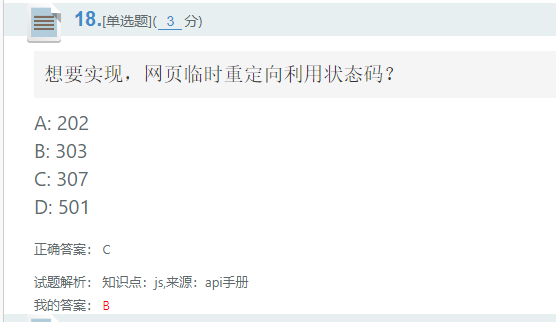 18.[单选题]( 3 分)
想要实现，网页临时重定向利用状态码？
A: 202
B: 303
C: 307
D: 501
正确答案： C
试题解析： 知识点：js,来源：api手册
我的答案： B